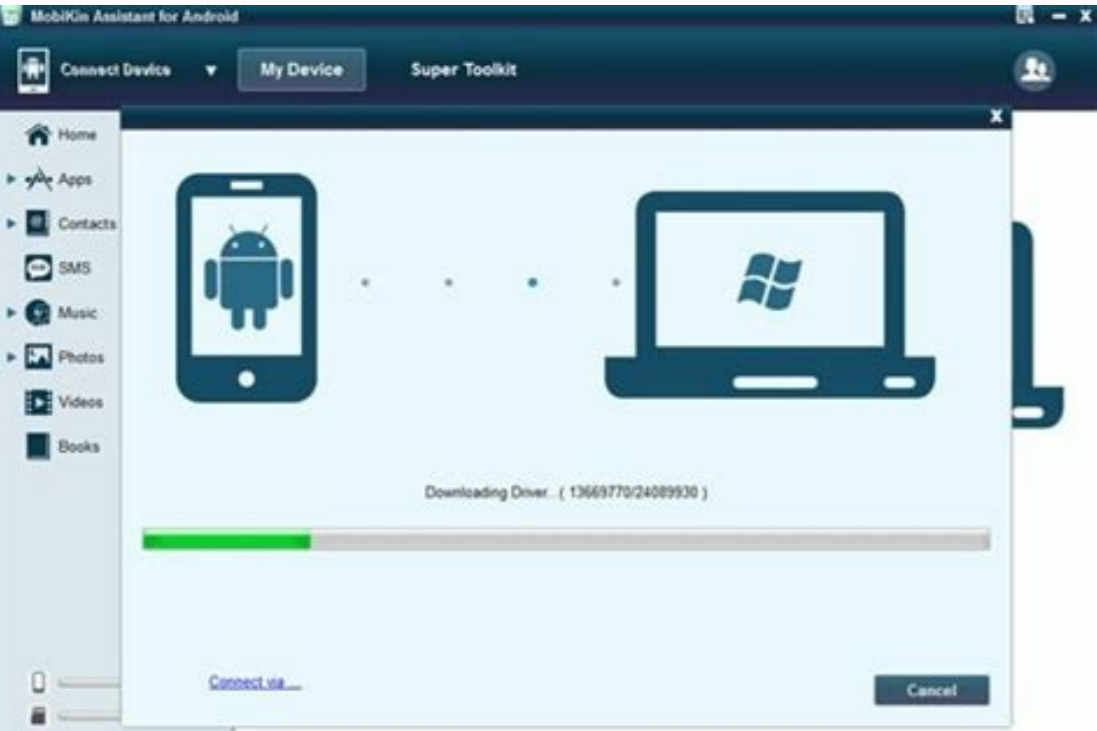 MobiKin Assistant for Android
Connect Device
My Device
Super Toolkit
Home
Apps
Contacts
SMS
Music
Photos
Videos
Books
Downloading Driver...( 13669770/24089930 )
Connect via ...
Cancel